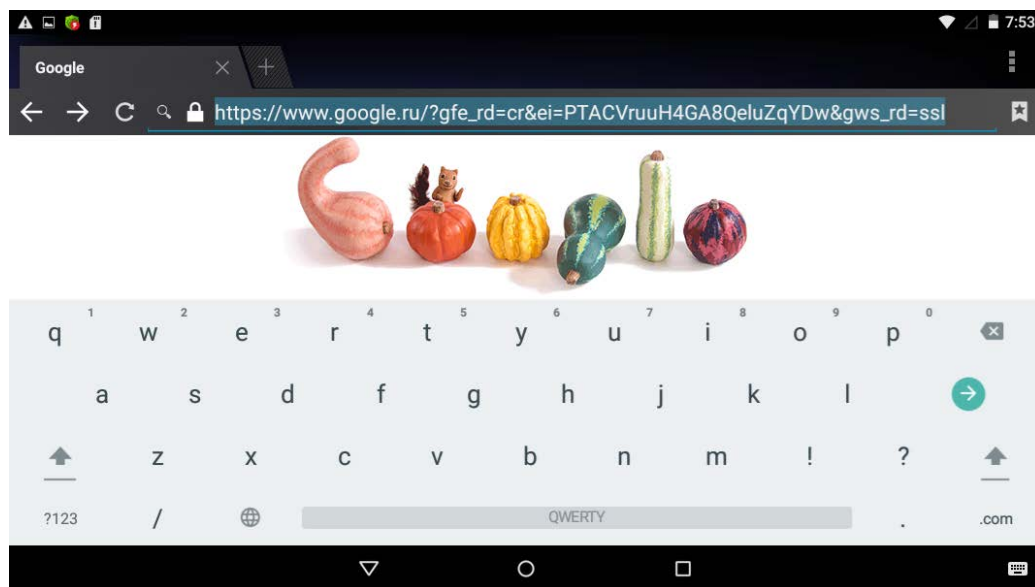 7:53
Google
https://www.google.ru/?gfe_rd=cr&ei=PTACVruuH4GA8QeluZqYDw&gws_rd=ssl
1 2 3 4 5 6 7 8 9 0
q w e r t y u i o p
a s d f g h j k l
z x c v b n m ! ?
?123 / QWERTY . .com